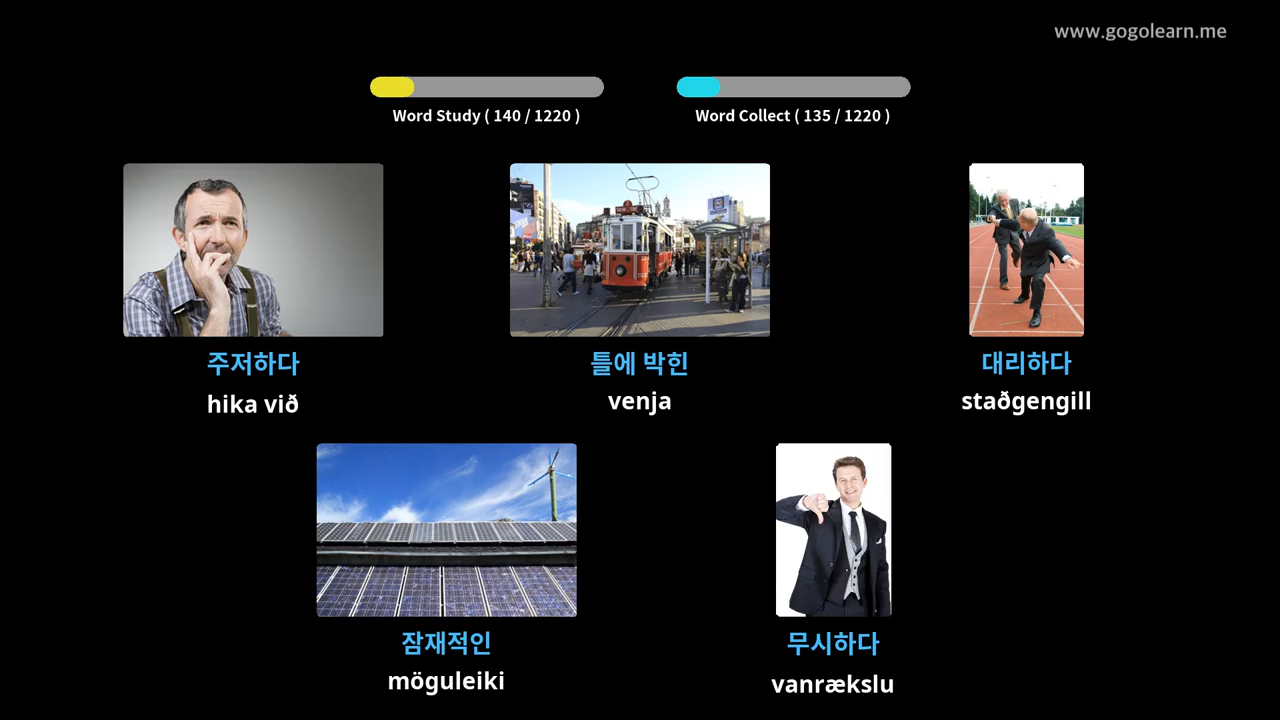 www.gogolearn.me
Word Study ( 140 / 1220 )
Word Collect ( 135 / 1220 )
주저하다
hika við
틀에 박힌
venja
대리하다
staðgengill
잠재적인
möguleiki
무시하다
vanrækslu